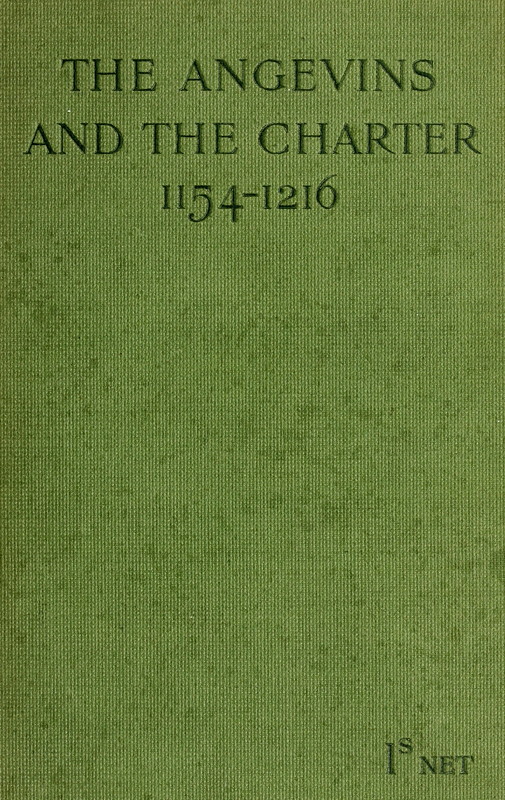 THE ANGEVINS
AND THE CHARTER
1154-1216
1s NET